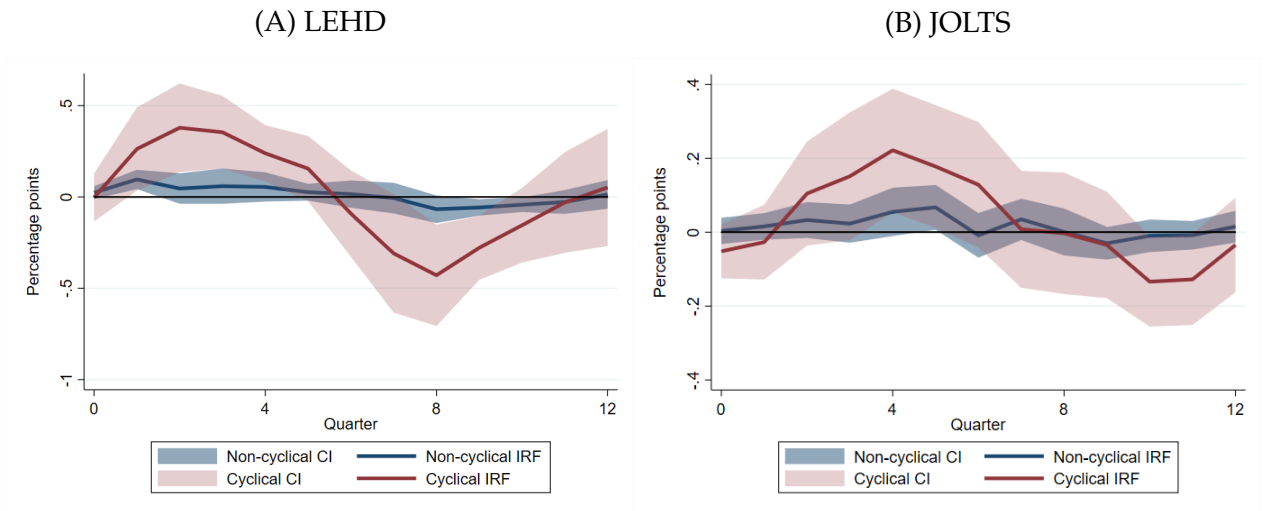 (A) LEHD
Percentage points
.5
0
-.5
-1
0 4 8 12
Quarter
Non-cyclical CI Non-cyclical IRF
Cyclical CI Cyclical IRF
(B) JOLTS
Percentage points
.4
.2
0
-.2
-.4
0 4 8 12
Quarter
Non-cyclical CI Non-cyclical IRF
Cyclical CI Cyclical IRF